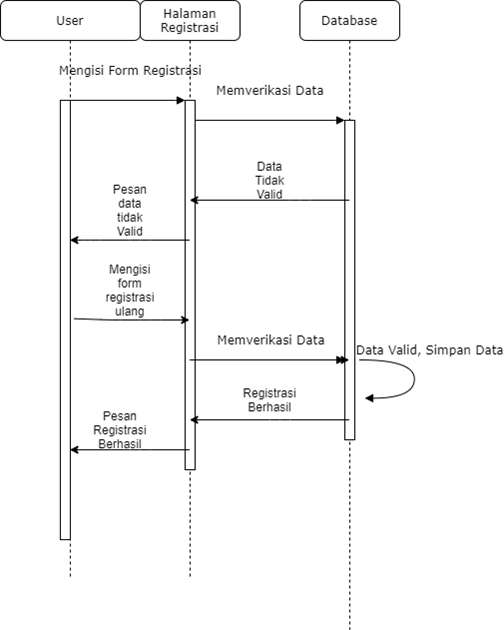 User
Halaman
Registrasi
Database
Mengisi Form Registrasi
Memverikasi Data
Data
Tidak
Valid
Pesan
data
tidak
Valid
Mengisi
form
registrasi
ulang
Memverikasi Data
Data Valid, Simpan Data
Registrasi
Berhasil
Pesan
Registrasi
Berhasil